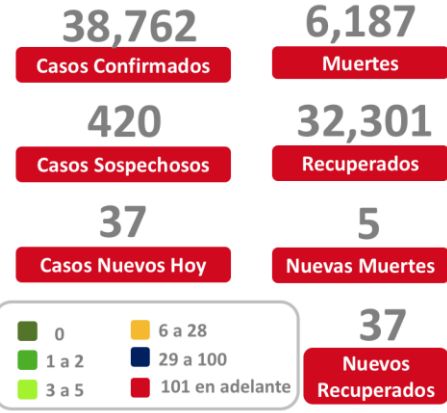 38,762
Casos Confirmados
6,187
Muertes
420
Casos Sospechosos
32,301
Recuperados
37
Casos Nuevos Hoy
5
Nuevas Muertes
0
1 a 2
3 a 5
6 a 28
29 a 100
101 en adelante
37
Nuevos
Recuperados